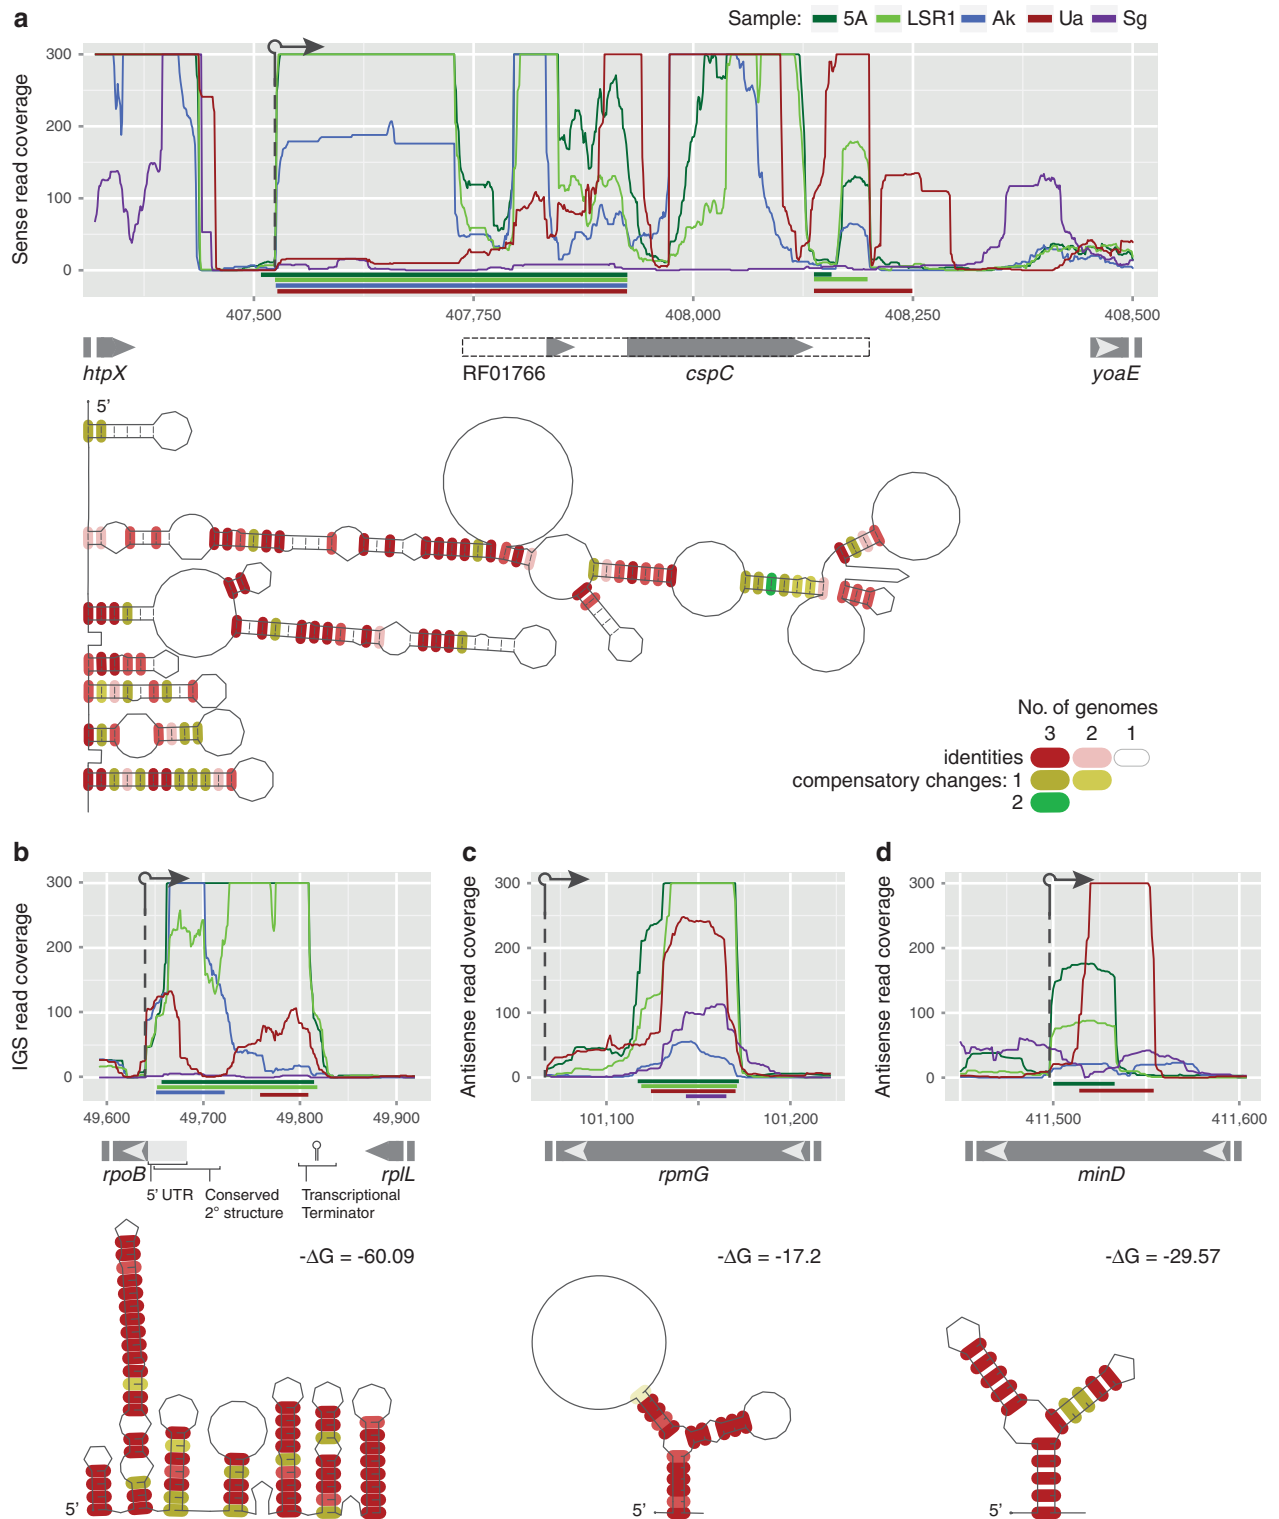 a
Sample: 5A LSR1 Ak Ua Sg
Sense read coverage
300
200
100
0
407,500 407,750 408,000 408,250 408,500
htpX RF01766 cspC yoaE
5’
No. of genomes
3 2 1
identities
compensatory changes: 1
2
b
IGS read coverage
300
200
100
0
49,600 49,700 49,800 49,900
rpoB rplL
5’ UTR Conserved 2° structure Transcriptional Terminator
-ΔG = -60.09
5’
c
Antisense read coverage
300
200
100
0
101,100 101,200
rpmG
-ΔG = -17.2
5’
d
Antisense read coverage
300
200
100
0
411,500 411,600
minD
-ΔG = -29.57
5’